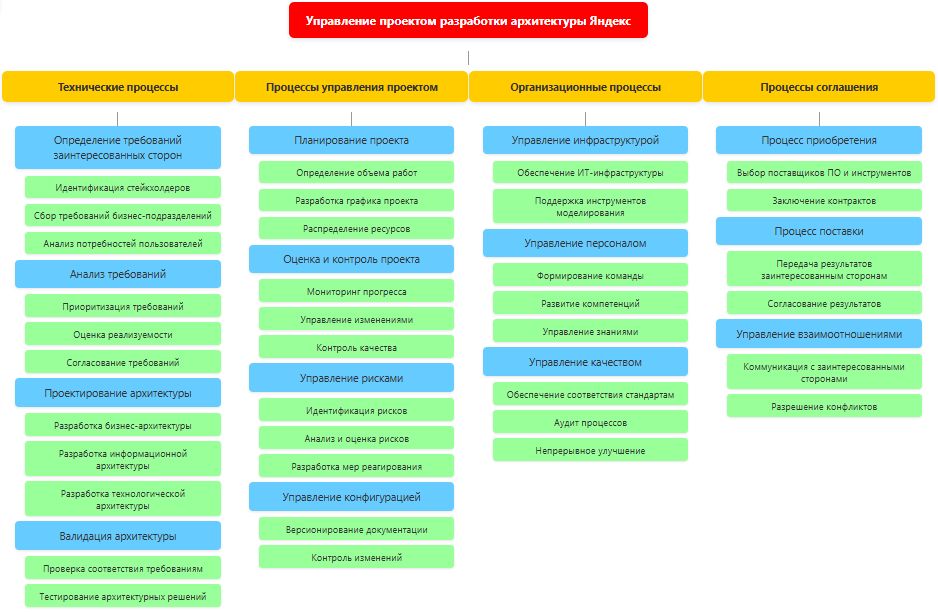 Управление проектом разработки архитектуры Яндекс
Технические процессы
Определение требований
заинтересованных сторон
Идентификация стейкхолдеров
Сбор требований бизнес-подразделений
Анализ потребностей пользователей
Анализ требований
Приоритизация требований
Оценка реализуемости
Согласование требований
Проектирование архитектуры
Разработка бизнес-архитектуры
Разработка информационной
архитектуры
Разработка технологической
архитектуры
Валидация архитектуры
Проверка соответствия требованиям
Тестирование архитектурных решений
Процессы управления проектом
Планирование проекта
Определение объема работ
Разработка графика проекта
Распределение ресурсов
Оценка и контроль проекта
Мониторинг прогресса
Управление изменениями
Контроль качества
Управление рисками
Идентификация рисков
Анализ и оценка рисков
Разработка мер реагирования
Управление конфигурацией
Версионирование документации
Контроль изменений
Организационные процессы
Управление инфраструктурой
Обеспечение ИТ-инфраструктуры
Поддержка инструментов
моделирования
Управление персоналом
Формирование команды
Развитие компетенций
Управление знаниями
Управление качеством
Обеспечение соответствия стандартам
Аудит процессов
Непрерывное улучшение
Процессы соглашения
Процесс приобретения
Выбор поставщиков ПО и инструментов
Заключение контрактов
Процесс поставки
Передача результатов
заинтересованным сторонам
Согласование результатов
Управление взаимоотношениями
Коммуникация с заинтересованными
сторонами
Разрешение конфликтов